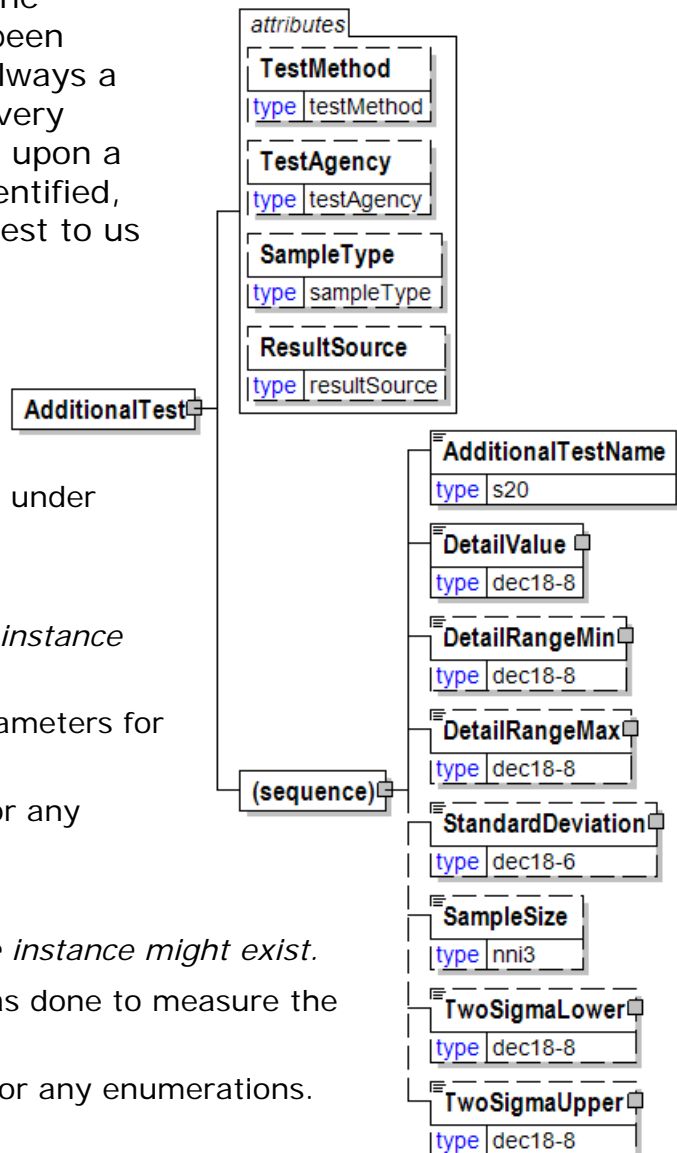 been
lways a
very
upon a
entified,
est to us
under
instance
ameters for
or any
instance might exist.
as done to measure the
or any enumerations.
AdditionalTest
attributes
TestMethod
type testMethod
TestAgency
type testAgency
SampleType
type sampleType
ResultSource
type resultSource
(sequence)
AdditionalTestName
type s20
DetailValue
type dec18-8
DetailRangeMin
type dec18-8
DetailRangeMax
type dec18-8
StandardDeviation
type dec18-6
SampleSize
type nni3
TwoSigmaLower
type dec18-8
TwoSigmaUpper
type dec18-8